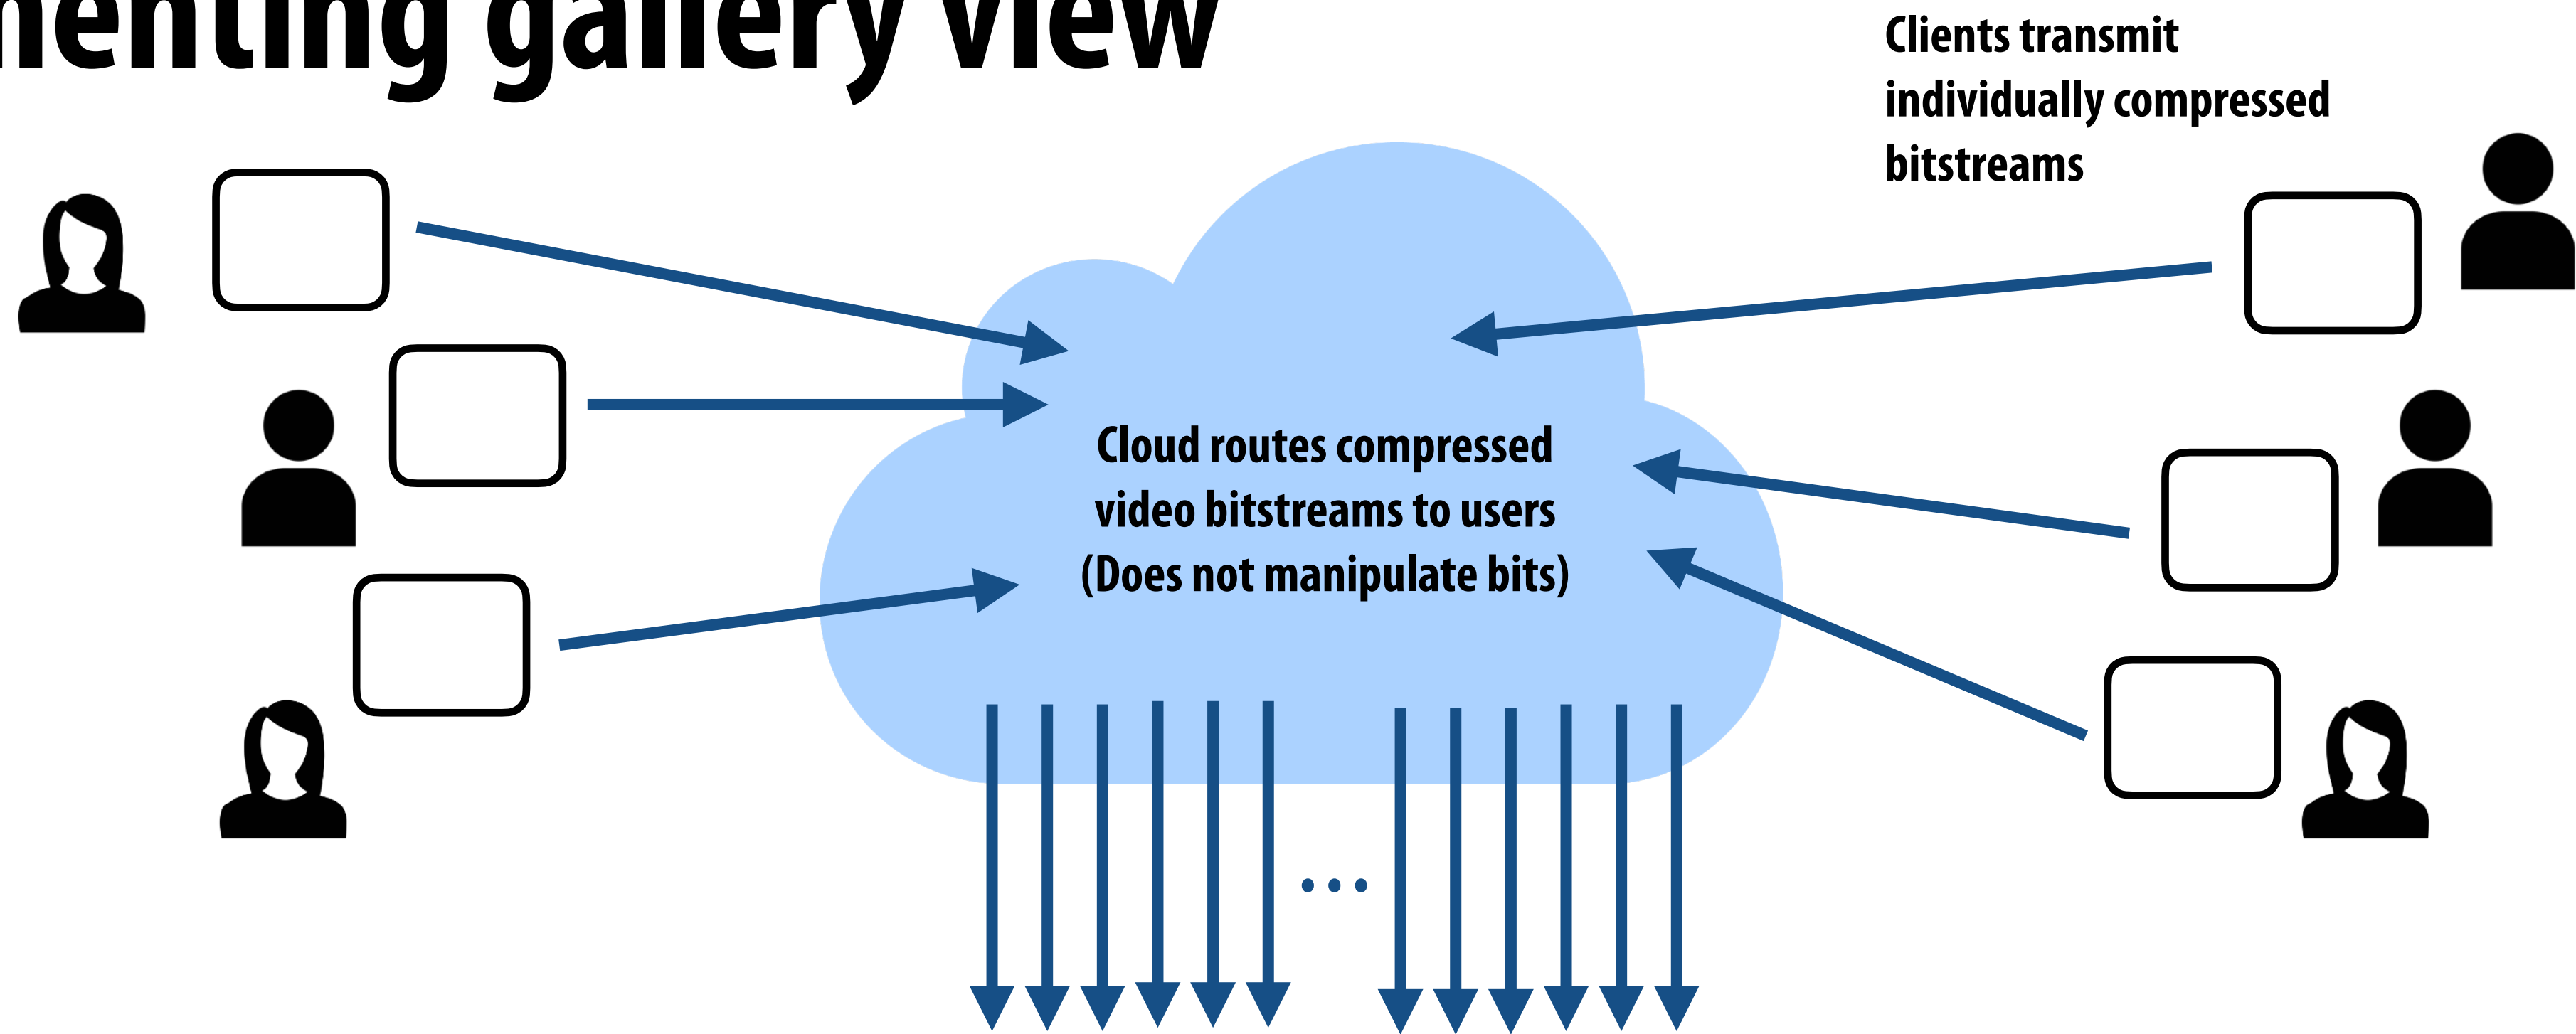 menting gallery view
Clients transmit
individually compressed
bitstreams
Cloud routes compressed
video bitstreams to users
(Does not manipulate bits)
...